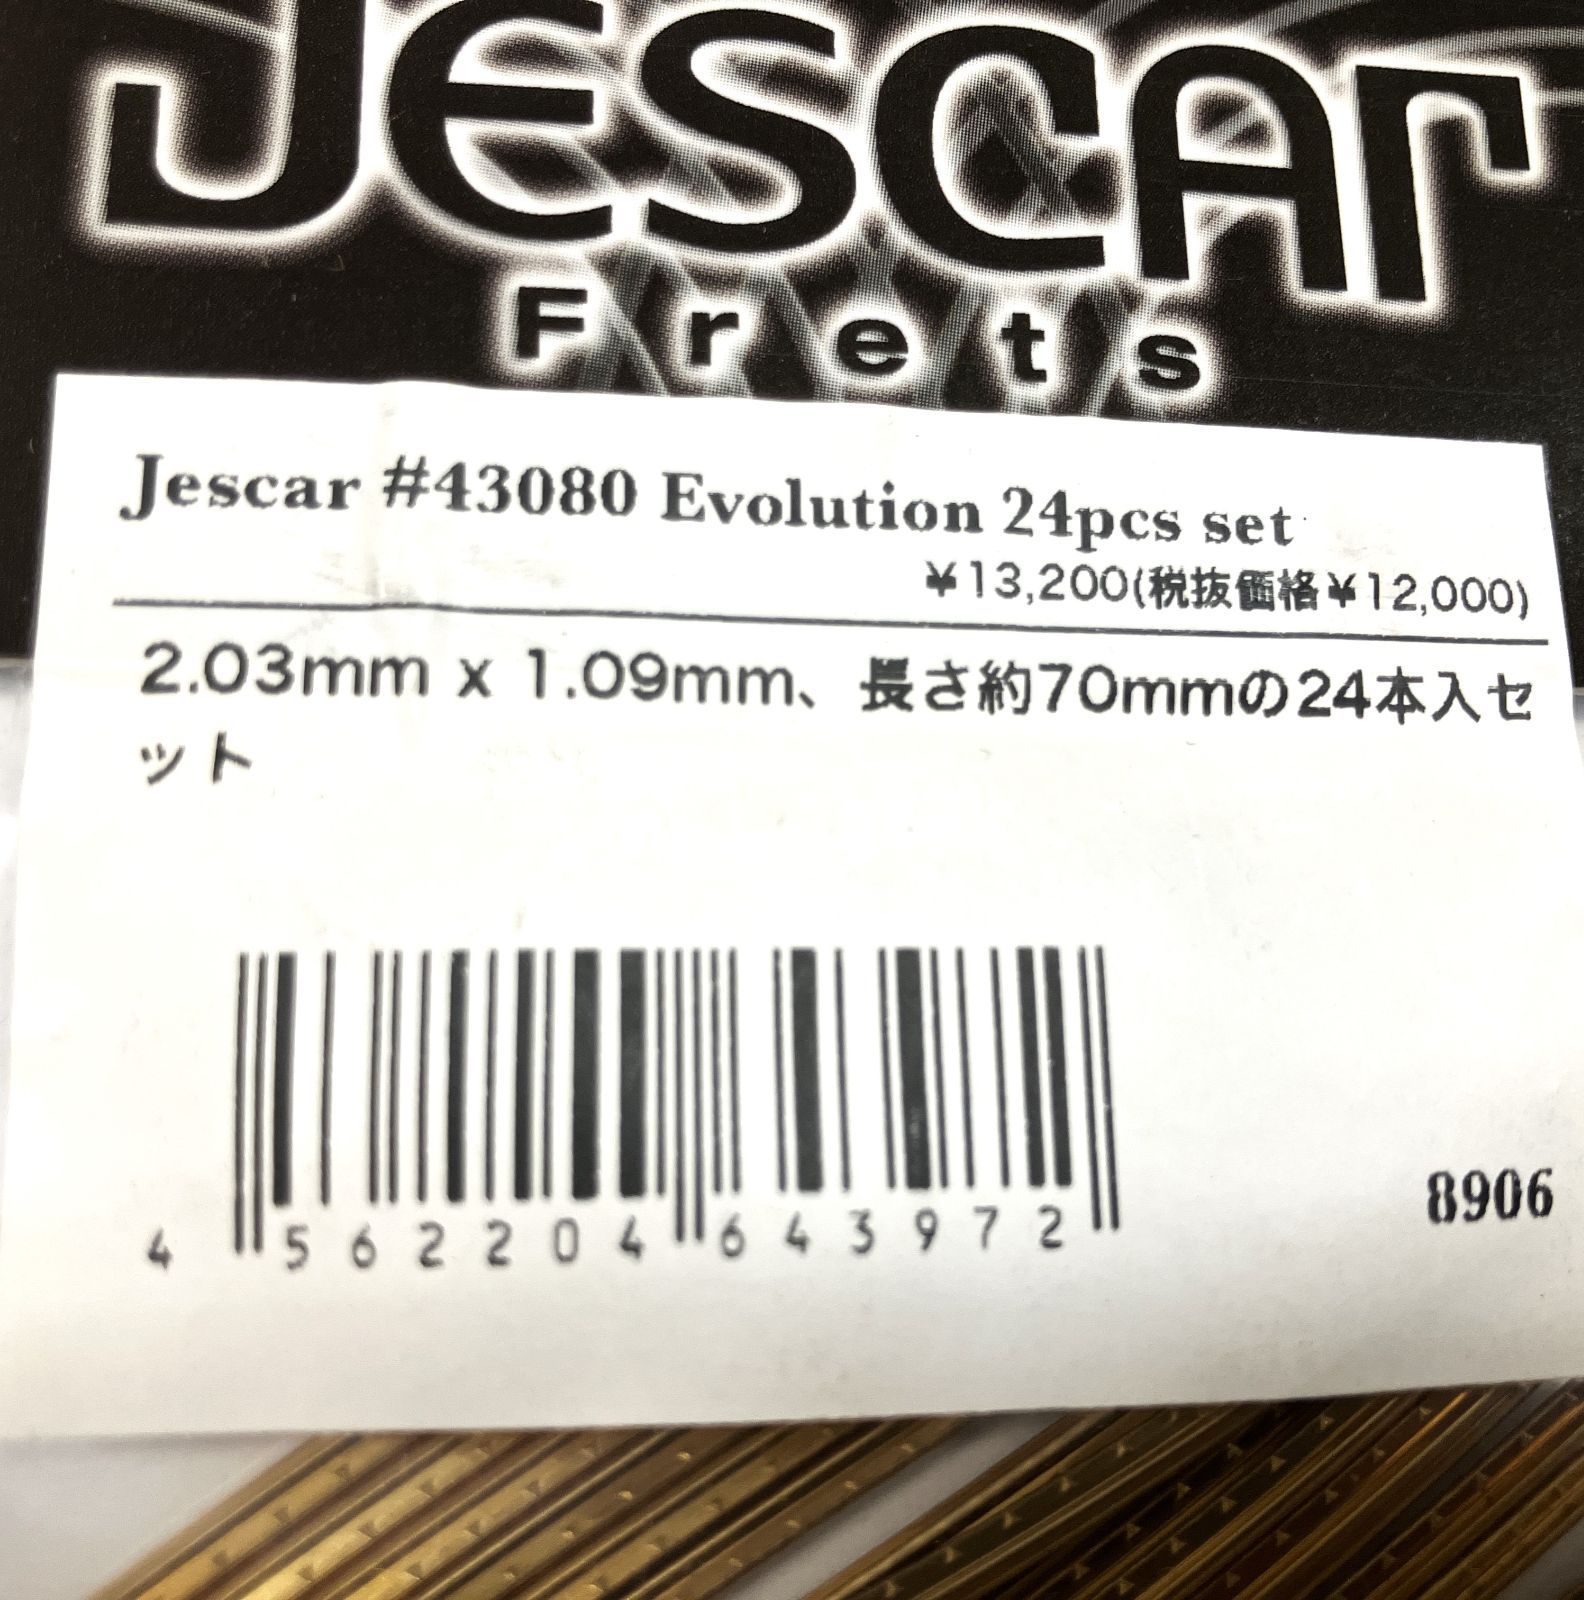 Jescar
Frets
Jescar #43080 Evolution 24pcs set
¥13,200(税抜価格¥12,000)
2.03mm x 1.09mm、長さ約70mmの24本入セ
ット
4 562204 643972
8906